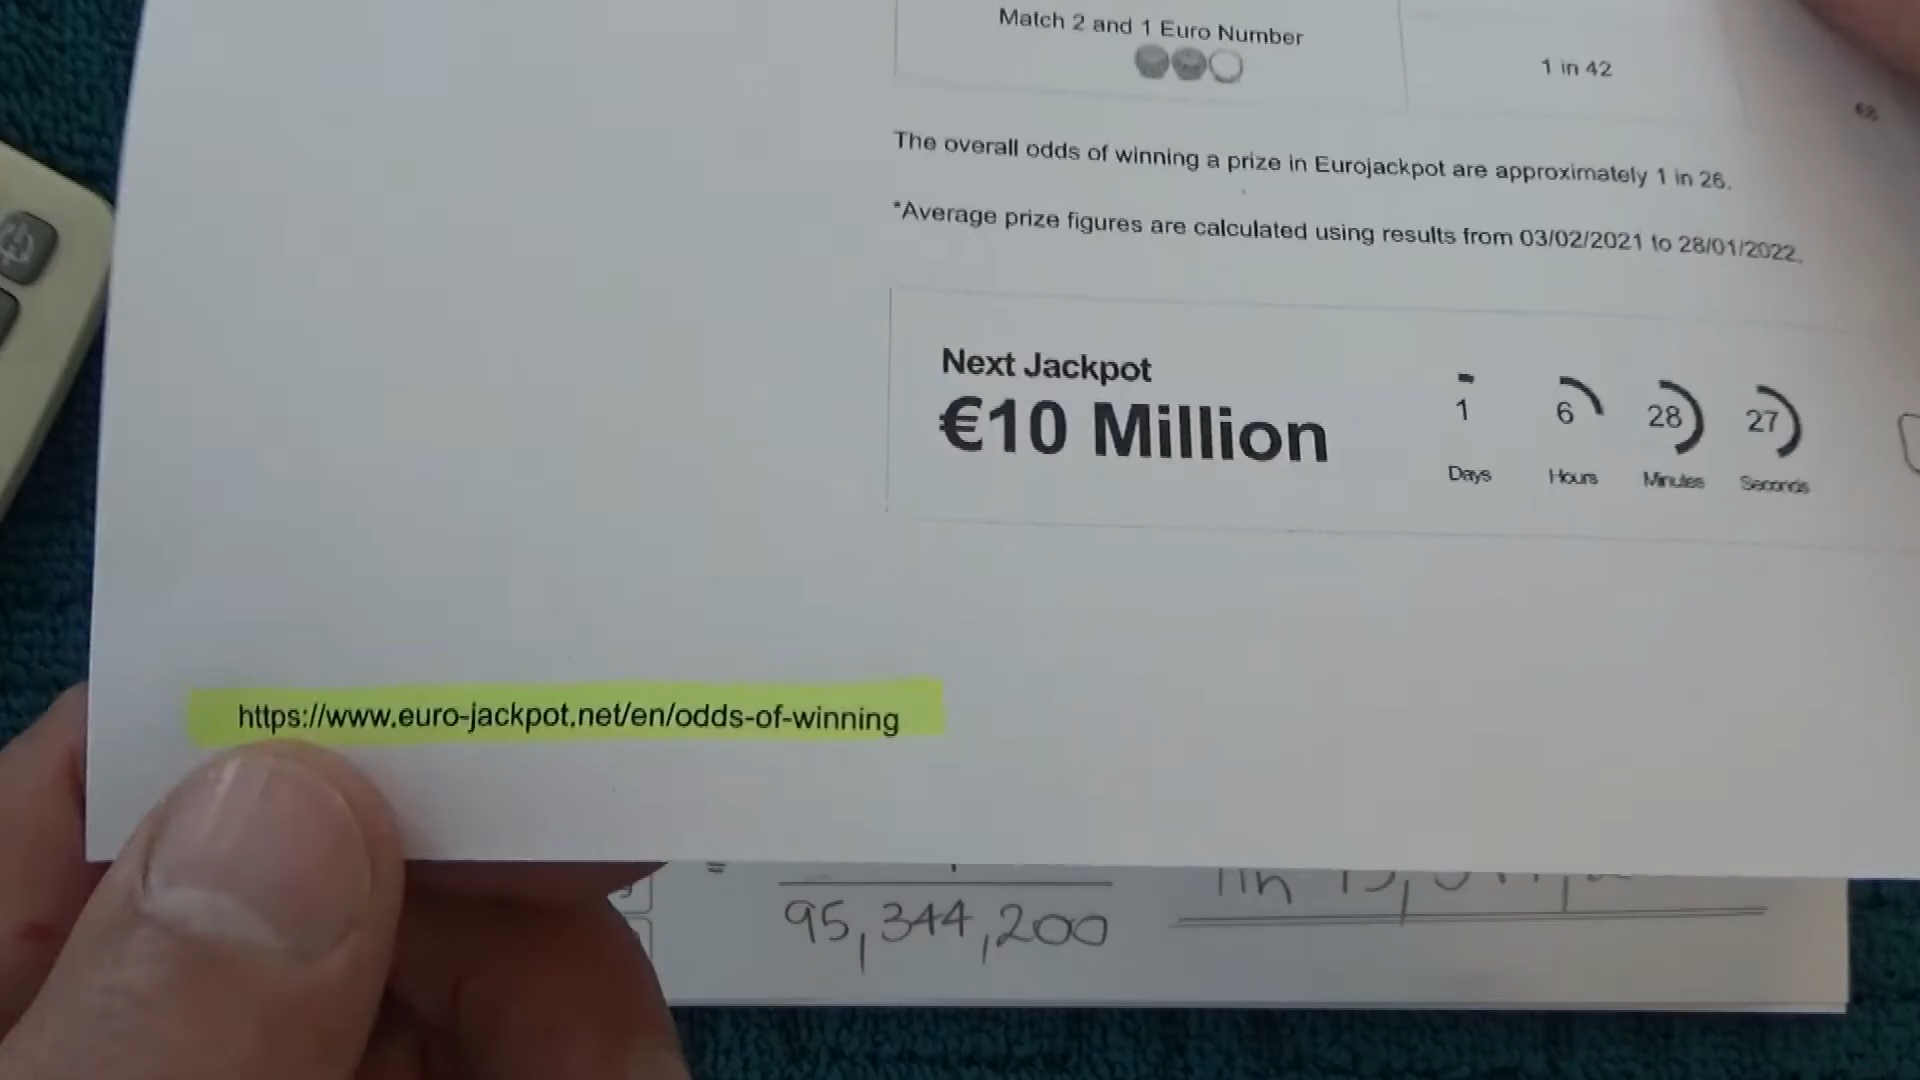 Match 2 and 1 Euro Number
1 in 42
The overall odds of winning a prize in Eurojackpot are approximately 1 in 26.
*Average prize figures are calculated using results from 03/02/2021 to 28/01/2022.
Next Jackpot
€10 Million
1 6 28 27
Days Hours Minutes Seconds
https://www.euro-jackpot.net/en/odds-of-winning
=
95,344,200